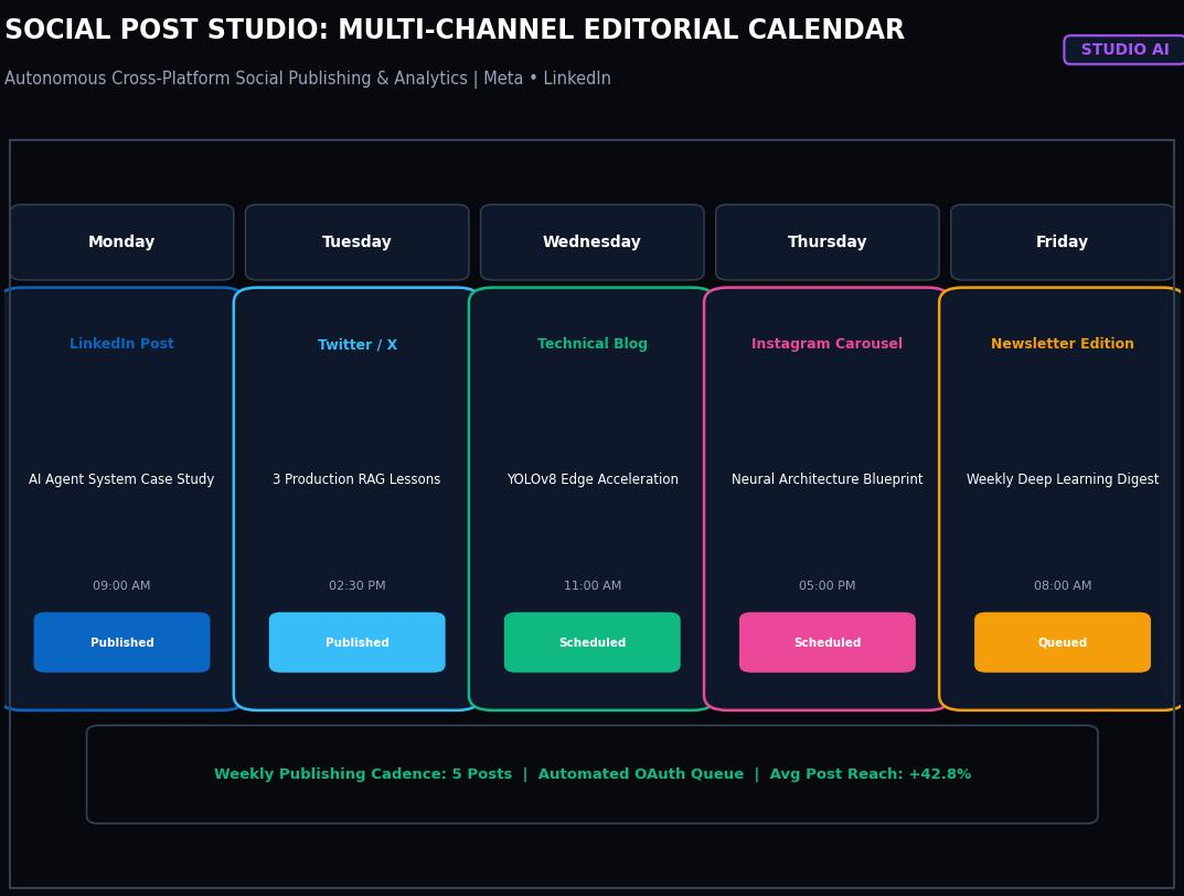 SOCIAL POST STUDIO: MULTI-CHANNEL EDITORIAL CALENDAR
STUDIO AI
Autonomous Cross-Platform Social Publishing & Analytics | Meta • LinkedIn
Monday
Tuesday
Wednesday
Thursday
Friday
LinkedIn Post
Twitter / X
Technical Blog
Instagram Carousel
Newsletter Edition
AI Agent System Case Study
3 Production RAG Lessons
YOLOv8 Edge Acceleration
Neural Architecture Blueprint
Weekly Deep Learning Digest
09:00 AM
02:30 PM
11:00 AM
05:00 PM
08:00 AM
Published
Published
Scheduled
Scheduled
Queued
Weekly Publishing Cadence: 5 Posts | Automated OAuth Queue | Avg Post Reach: +42.8%